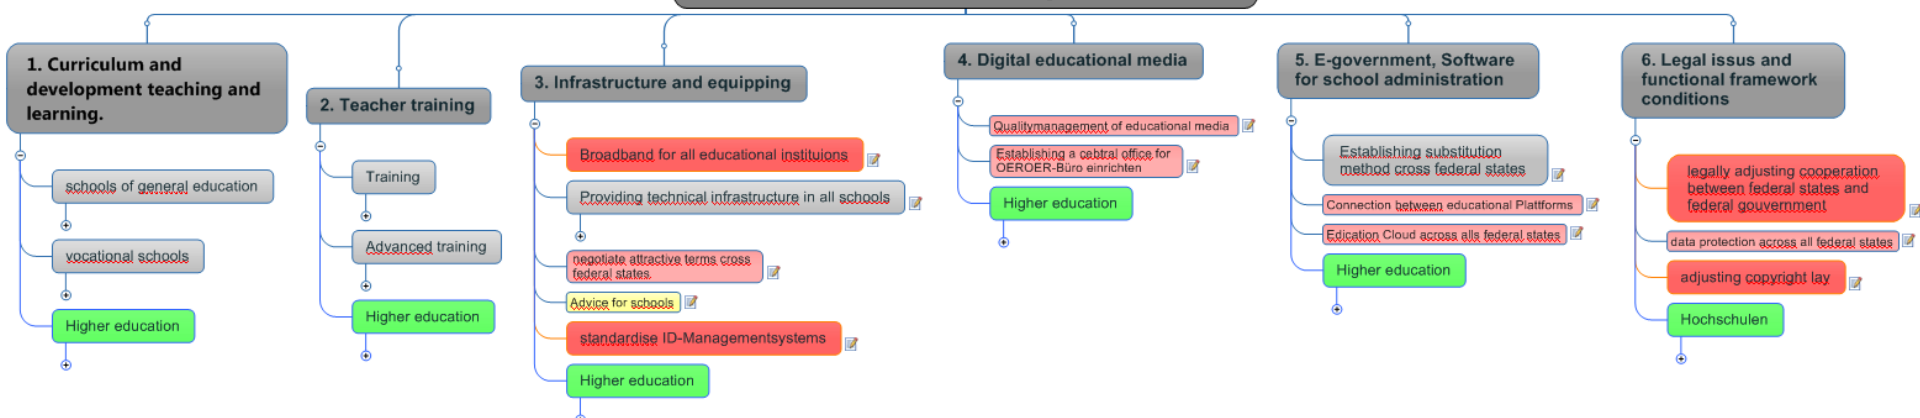 1. Curriculum and
development teaching and
learning.
schools of general education
vocational schools
Higher education
2. Teacher training
Training
Advanced training
Higher education
3. Infrastructure and equipping
Broadband for all educational instituions
Providing technical infrastructure in all schools
negotiate attractive terms cross
federal states.
Advice for schools
standardise ID-Managementsystems
Higher education
4. Digital educational media
Qualitymanagement of educational media
Establishing a cebtral office for
OEROER-Büro einrichten
Higher education
5. E-government, Software
for school administration
Establishing substitution
method cross federal states
Connection between educational Plattforms
Edication Cloud across alls federal states
Higher education
6. Legal issus and
functional framework
conditions
legally adjusting cooperation
between federal states and
federal gouvernment
data protection across all federal states
adjusting copyright lay
Hochschulen